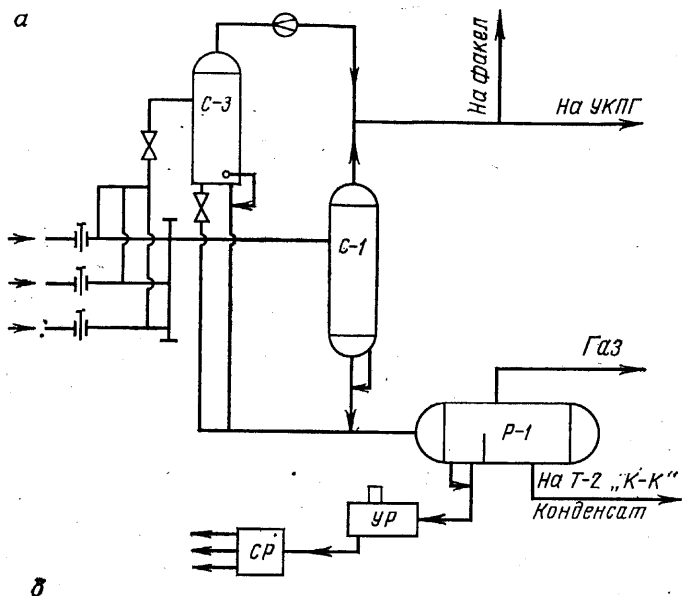 а
С-3
На факел
На УКПГ
С-1
Газ
Р-1
На Т-2 „К-К“
Конденсат
УР
СР
б